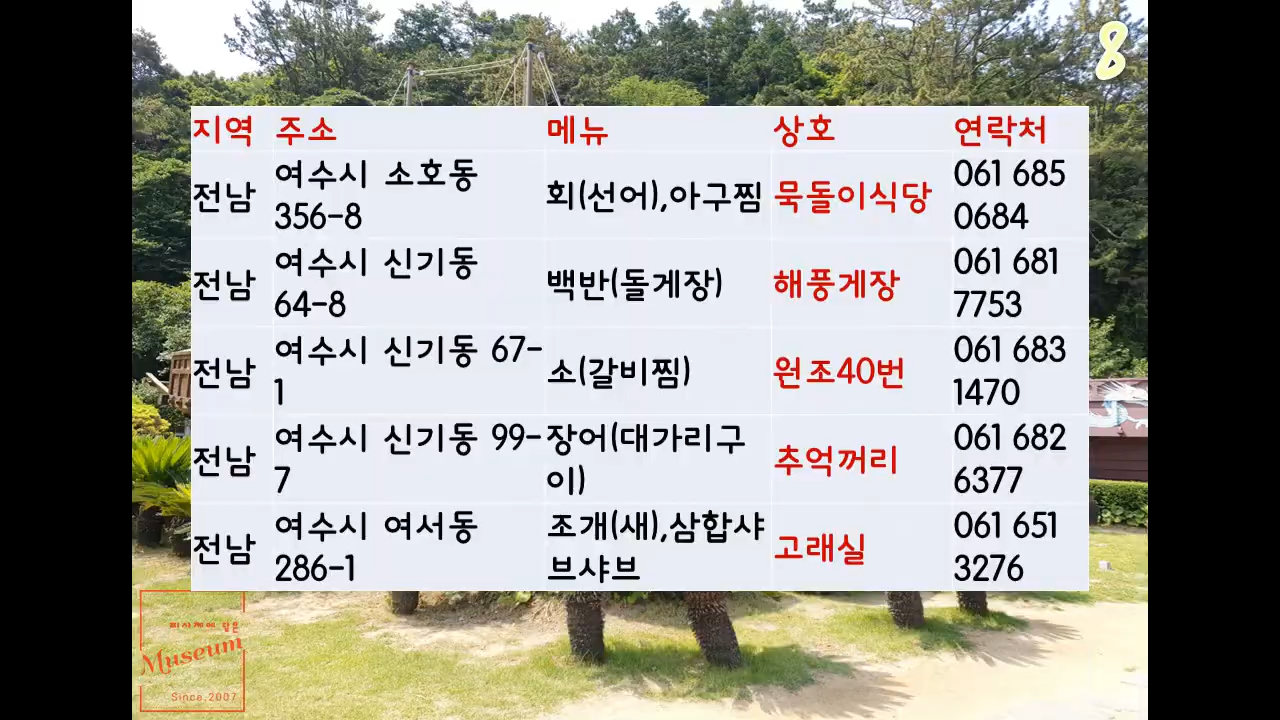 8
지역 주소 메뉴 상호 연락처
전남 여수시 소호동 356-8 회(선어),아구찜 묵돌이식당 061 685 0684
전남 여수시 신기동 64-8 백반(돌게장) 해풍게장 061 681 7753
전남 여수시 신기동 67-1 소(갈비찜) 원조40번 061 683 1470
전남 여수시 신기동 99-7 장어(대가리구이) 추억꺼리 061 682 6377
전남 여수시 여서동 286-1 조개(새),삼합샤브샤브 고래실 061 651 3276
Museum
Since.2007